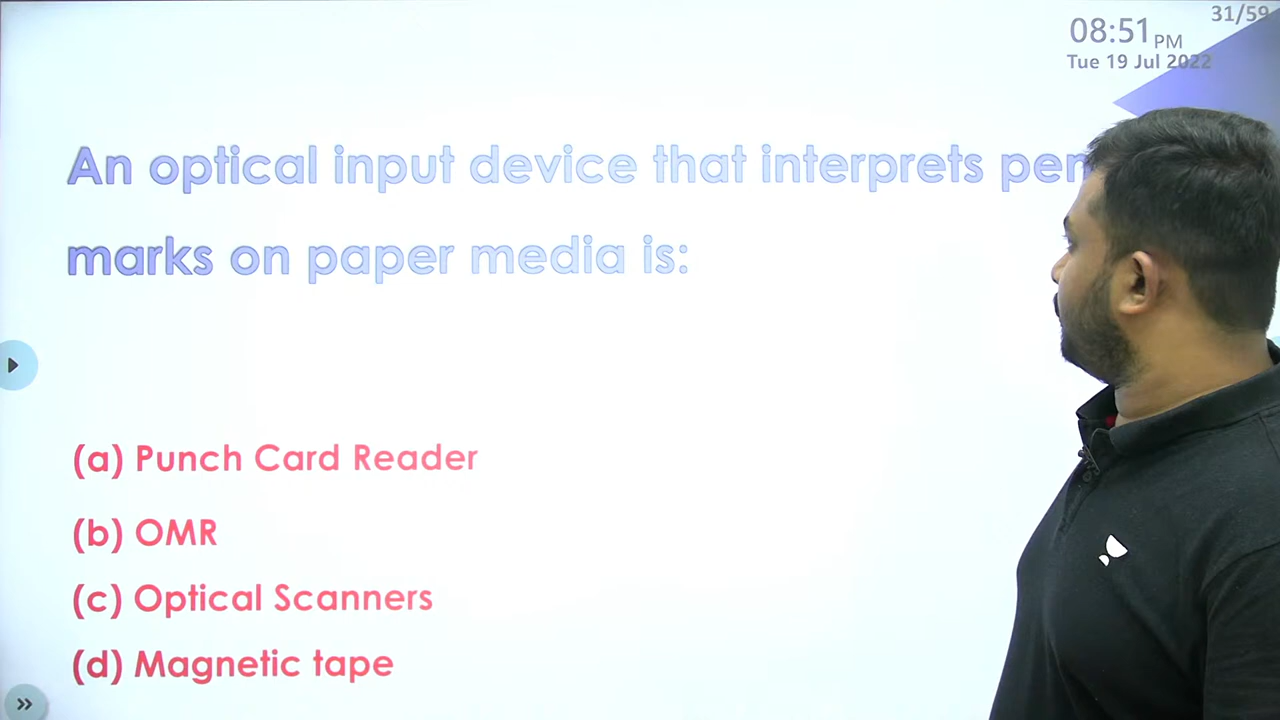 31/59
08:51 PM
Tue 19 Jul 2022
An optical input device that interprets
marks on paper media is:
(a) Punch Card Reader
(b) OMR
(c) Optical Scanners
(d) Magnetic tape